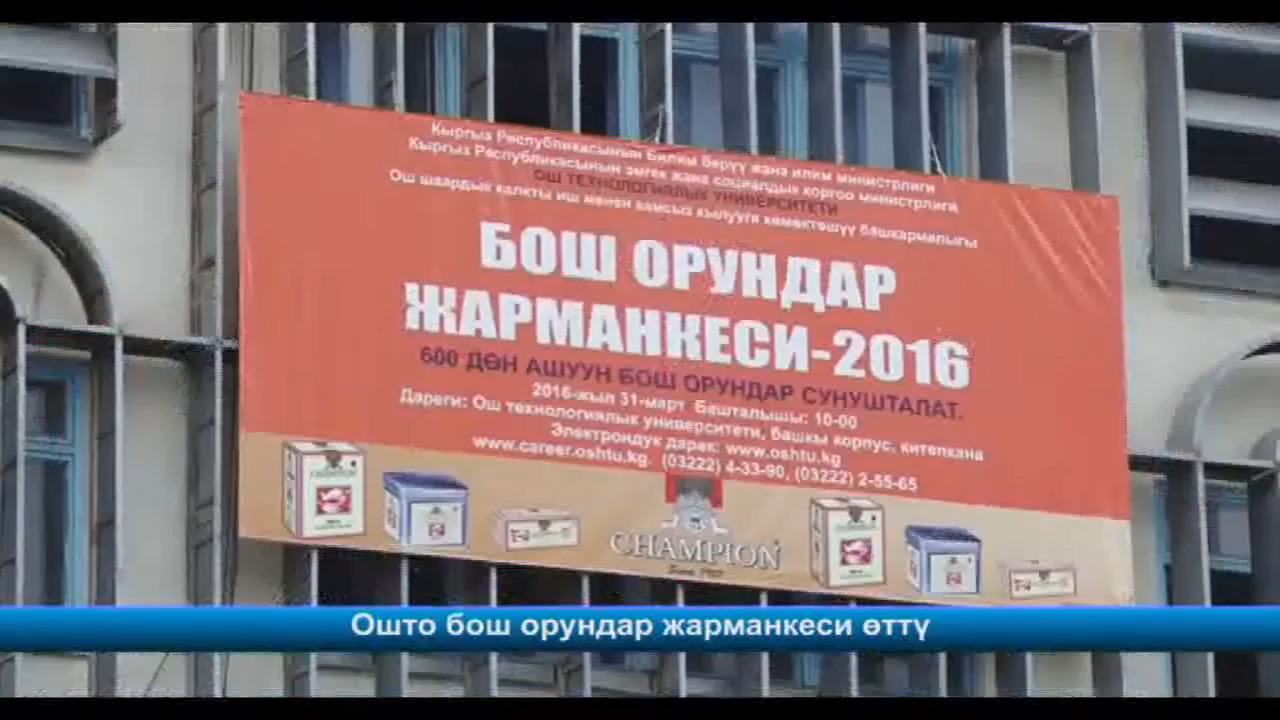 Кыргыз Республикасынын Билим берүү жана илим министрлиги
Кыргыз Республикасынын эмгек жана социалдык коргоо министрлиги
ОШ ТЕХНОЛОГИЯЛЫК УНИВЕРСИТЕТИ
Ош шаардык калкты иш менен камсыз кылууга көмөктөшүү башкармалыгы
БОШ ОРУНДАР
ЖАРМАНКЕСИ-2016
600 ДӨН АШУУН БОШ ОРУНДАР СУНУШТАЛАТ.
2016-жыл 31-март Башталышы: 10-00
Дареги: Ош технологиялык университети, башкы корпус, китепкана
Электрондук дарек: www.oshtu.kg
www.career.oshtu.kg. (03222) 4-33-90, (03222) 2-55-65
CHAMPION
Ошто бош орундар жарманкеси өттү